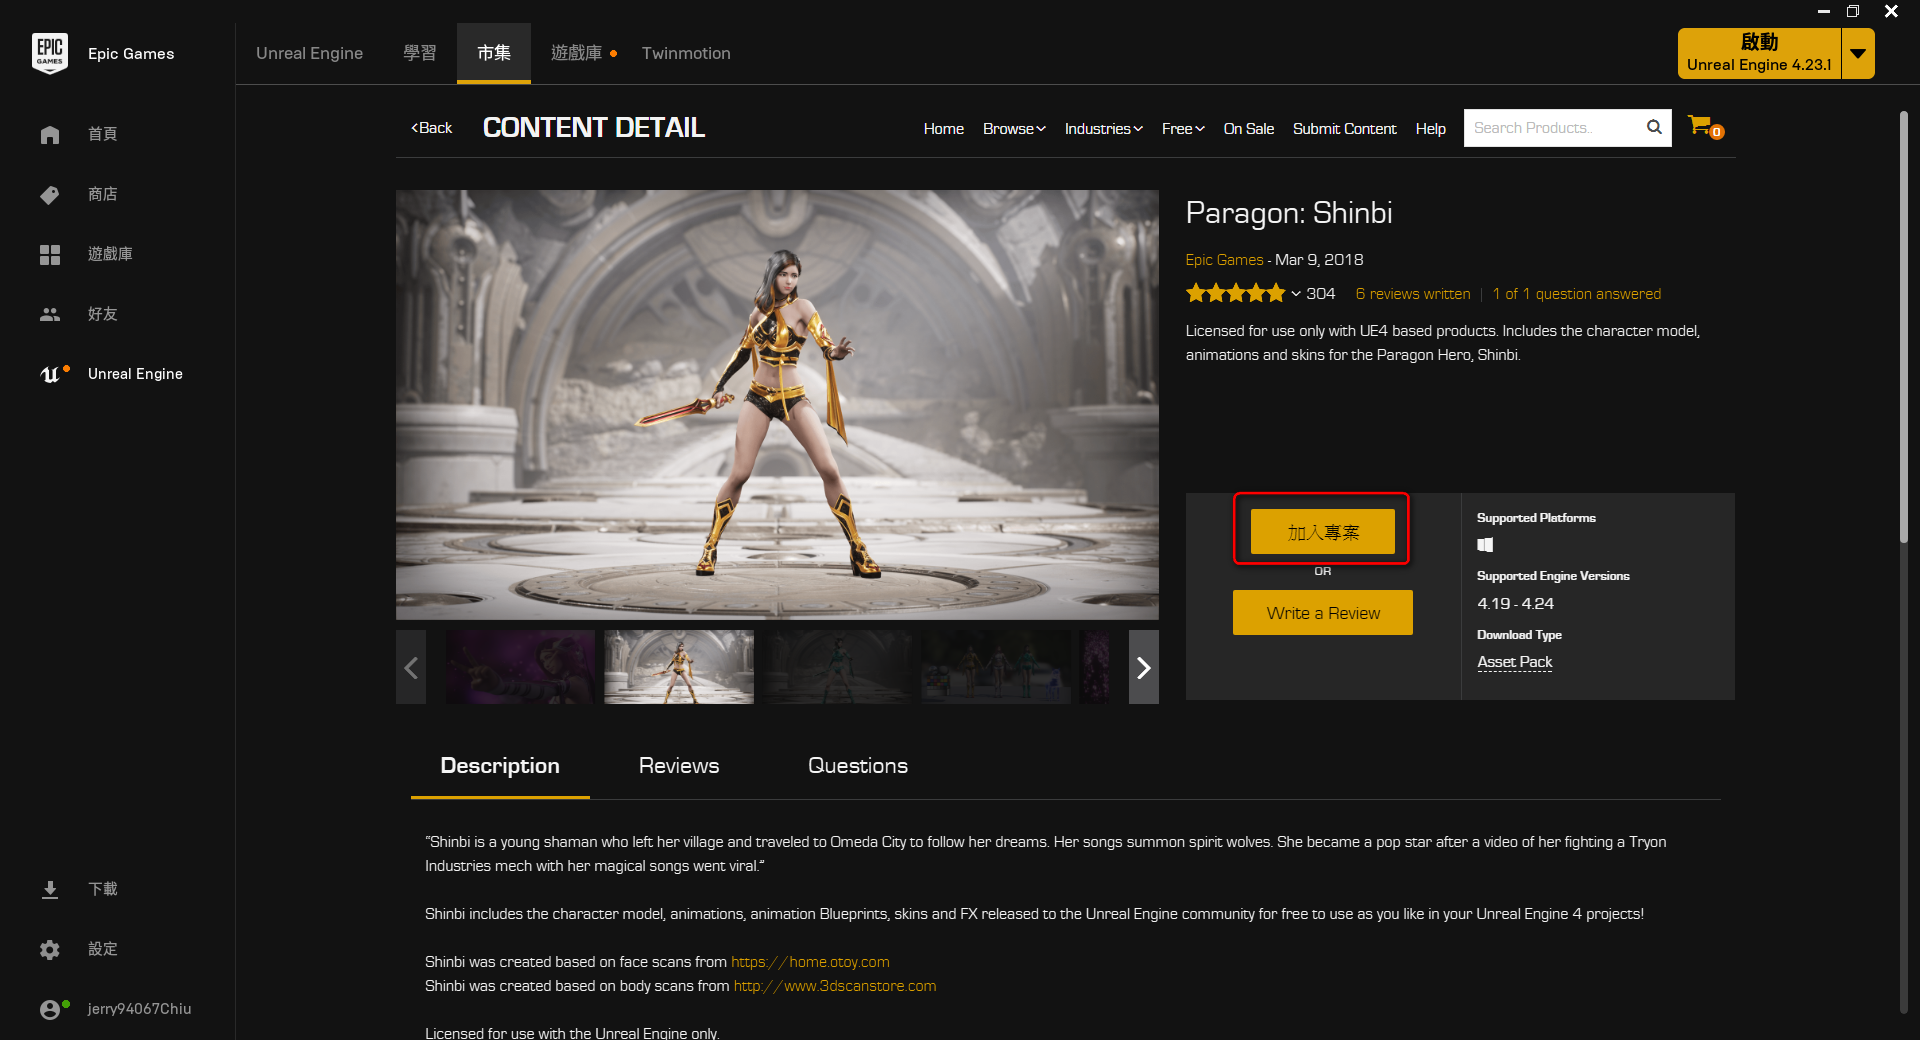 EPIC
GAMES
Epic Games
首頁
商店
遊戲庫
好友
Unreal Engine
下載
設定
jerry94067Chiu
Unreal Engine
學習
市集
遊戲庫
Twinmotion
啟動
Unreal Engine 4.23.1
<Back
CONTENT DETAIL
Home
Browse
Industries
Free
On Sale
Submit Content
Help
Search Products..
0
Paragon: Shinbi
Epic Games - Mar 9, 2018
304
6 reviews written | 1 of 1 question answered
Licensed for use only with UE4 based products. Includes the character model,
animations and skins for the Paragon Hero, Shinbi.
加入專案
OR
Write a Review
Supported Platforms
Supported Engine Versions
4.19 - 4.24
Download Type
Asset Pack
Description
Reviews
Questions
"Shinbi is a young shaman who left her village and traveled to Omeda City to follow her dreams. Her songs summon spirit wolves. She became a pop star after a video of her fighting a Tryon
Industries mech with her magical songs went viral."
Shinbi includes the character model, animations, animation Blueprints, skins and FX released to the Unreal Engine community for free to use as you like in your Unreal Engine 4 projects!
Shinbi was created based on face scans from https://home.otoy.com
Shinbi was created based on body scans from http://www.3dscanstore.com
Licensed for use with the Unreal Engine only.